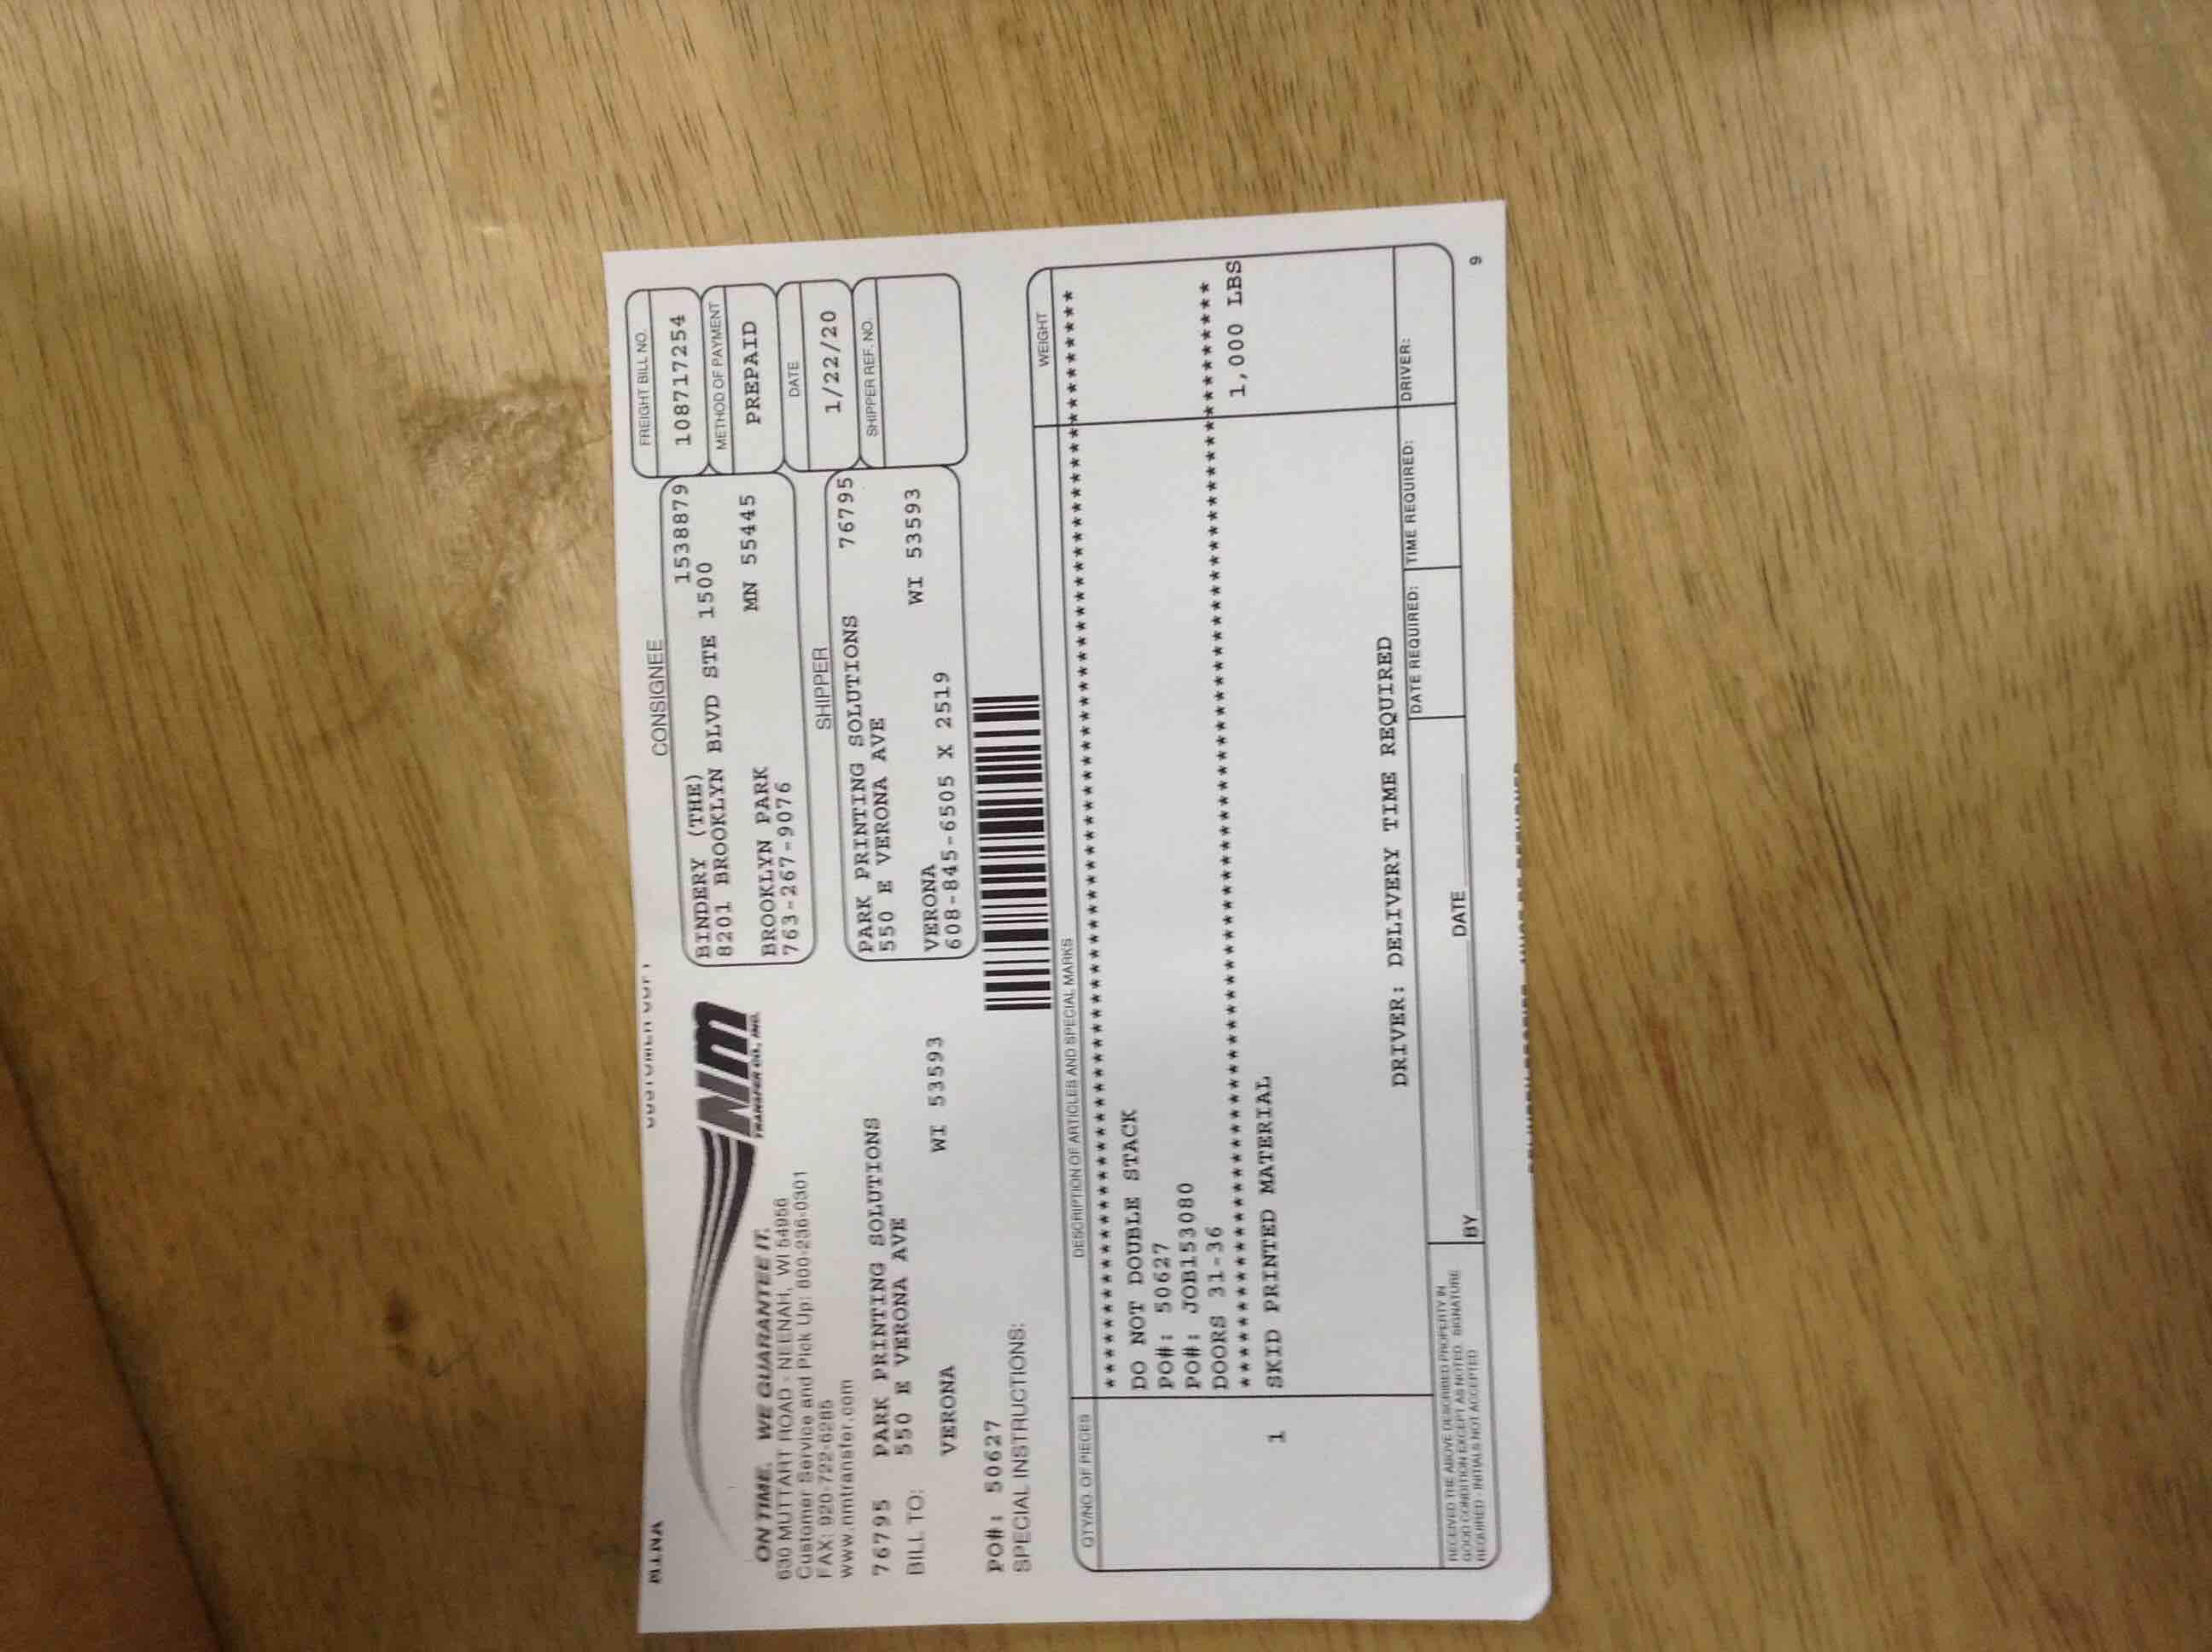 CUSTOMER COPY
CONSIGNEE
FREIGHT BILL NO.
108717254
Nm
TRANSFER CO., INC.
ON TIME. WE GUARANTEE IT.
630 MUTTART ROAD - NEENAH, WI 54956
Customer Service and Pick Up: 800-236-0301
FAX: 920-722-6285
www.nmtransfer.com
1538879
BINDERY (THE)
8201 BROOKLYN BLVD STE 1500
BROOKLYN PARK MN 55445
763-267-9076
METHOD OF PAYMENT
PREPAID
DATE
1/22/20
SHIPPER REF. NO.
SHIPPER
76795
PARK PRINTING SOLUTIONS
550 E VERONA AVE
VERONA WI 53593
608-845-6505 X 2519
76795 PARK PRINTING SOLUTIONS
BILL TO: 550 E VERONA AVE
VERONA WI 53593
PO#: 50627
SPECIAL INSTRUCTIONS:
QTY/NO. OF PIECES DESCRIPTION OF ARTICLES AND SPECIAL MARKS WEIGHT
DO NOT DOUBLE STACK
PO#: 50627
PO#: JOB153080
DOORS 31-36
1 SKID PRINTED MATERIAL 1,000 LBS
DRIVER: DELIVERY TIME REQUIRED
RECEIVED THE ABOVE DESCRIBED PROPERTY IN
GOOD CONDITION EXCEPT AS NOTED. SIGNATURE
REQUIRED - INITIALS NOT ACCEPTED
BY DATE
DATE REQUIRED: TIME REQUIRED: DRIVER:
9